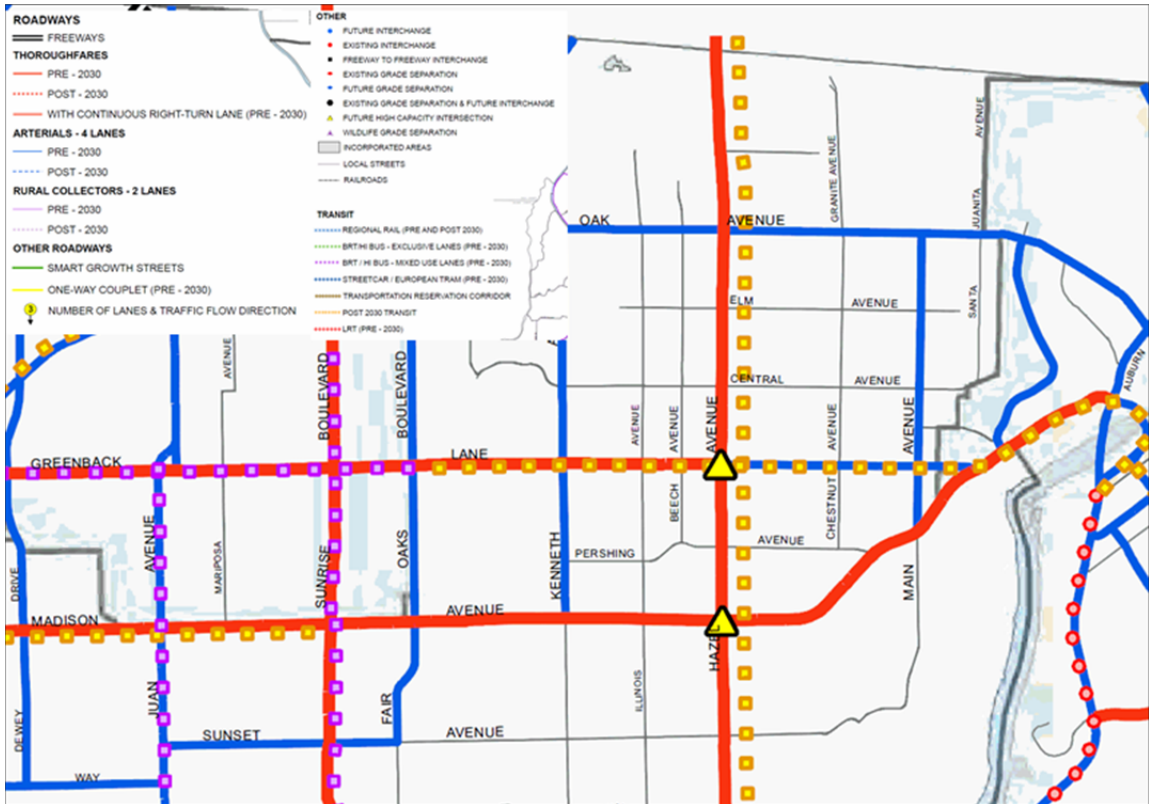 ROADWAYS
FREEWAYS
THOROUGHFARES
PRE - 2030
POST - 2030
WITH CONTINUOUS RIGHT-TURN LANE (PRE - 2030)
ARTERIALS - 4 LANES
PRE - 2030
POST - 2030
RURAL COLLECTORS - 2 LANES
PRE - 2030
POST - 2030
OTHER ROADWAYS
SMART GROWTH STREETS
ONE-WAY COUPLET (PRE - 2030)
3
NUMBER OF LANES & TRAFFIC FLOW DIRECTION
OTHER
FUTURE INTERCHANGE
EXISTING INTERCHANGE
FREEWAY TO FREEWAY INTERCHANGE
EXISTING GRADE SEPARATION
FUTURE GRADE SEPARATION
EXISTING GRADE SEPARATION & FUTURE INTERCHANGE
FUTURE HIGH CAPACITY INTERSECTION
WILDLIFE GRADE SEPARATION
INCORPORATED AREAS
LOCAL STREETS
RAILROADS
TRANSIT
REGIONAL RAIL (PRE AND POST 2030)
BRT/HI BUS - EXCLUSIVE LANES (PRE - 2030)
BRT / HI BUS - MIXED USE LANES (PRE - 2030)
STREETCAR / EUROPEAN TRAM (PRE - 2030)
TRANSPORTATION RESERVATION CORRIDOR
POST 2030 TRANSIT
LRT (PRE - 2030)
OAK AVENUE
GRANITE AVENUE
SANTA JUANITA AVENUE
ELM AVENUE
CENTRAL AVENUE
AUBURN
AVENUE
SUNRISE BOULEVARD
FAIR OAKS BOULEVARD
AVENUE
BEECH AVENUE
HAZEL AVENUE
CHESTNUT AVENUE
MAIN AVENUE
GREENBACK LANE
MARIPOSA
KENNETH
PERSHING AVENUE
JUAN AVENUE
DEWEY DRIVE
MADISON AVENUE
ILLINOIS
SUNSET AVENUE
WAY